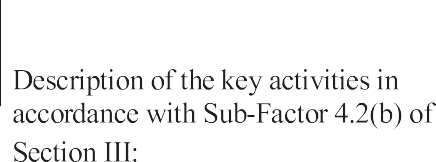 Description of the key activities in
accordance with Sub-Factor 4.2(b) of
Section III: